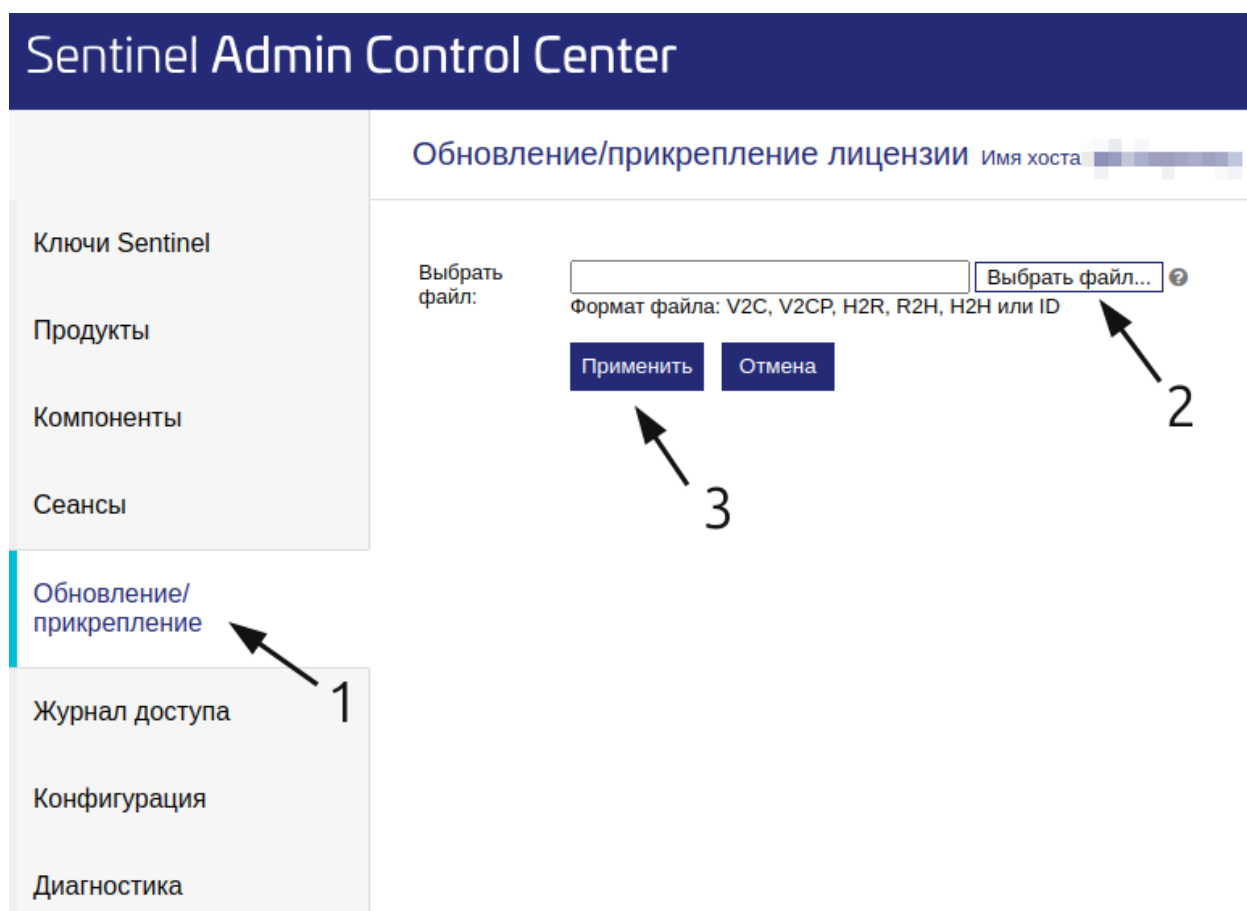 Sentinel Admin Control Center
Обновление/прикрепление лицензии Имя хоста
Ключи Sentinel
Продукты
Компоненты
Сеансы
Обновление/
прикрепление
1
Журнал доступа
Конфигурация
Диагностика
Выбрать
файл:
Выбрать файл...
?
Формат файла: V2C, V2CP, H2R, R2H, H2H или ID
Применить
Отмена
2
3